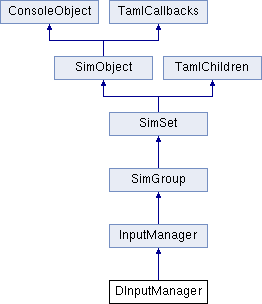 ConsoleObject TamlCallbacks
SimObject TamlChildren
SimSet
SimGroup
InputManager
DInputManager